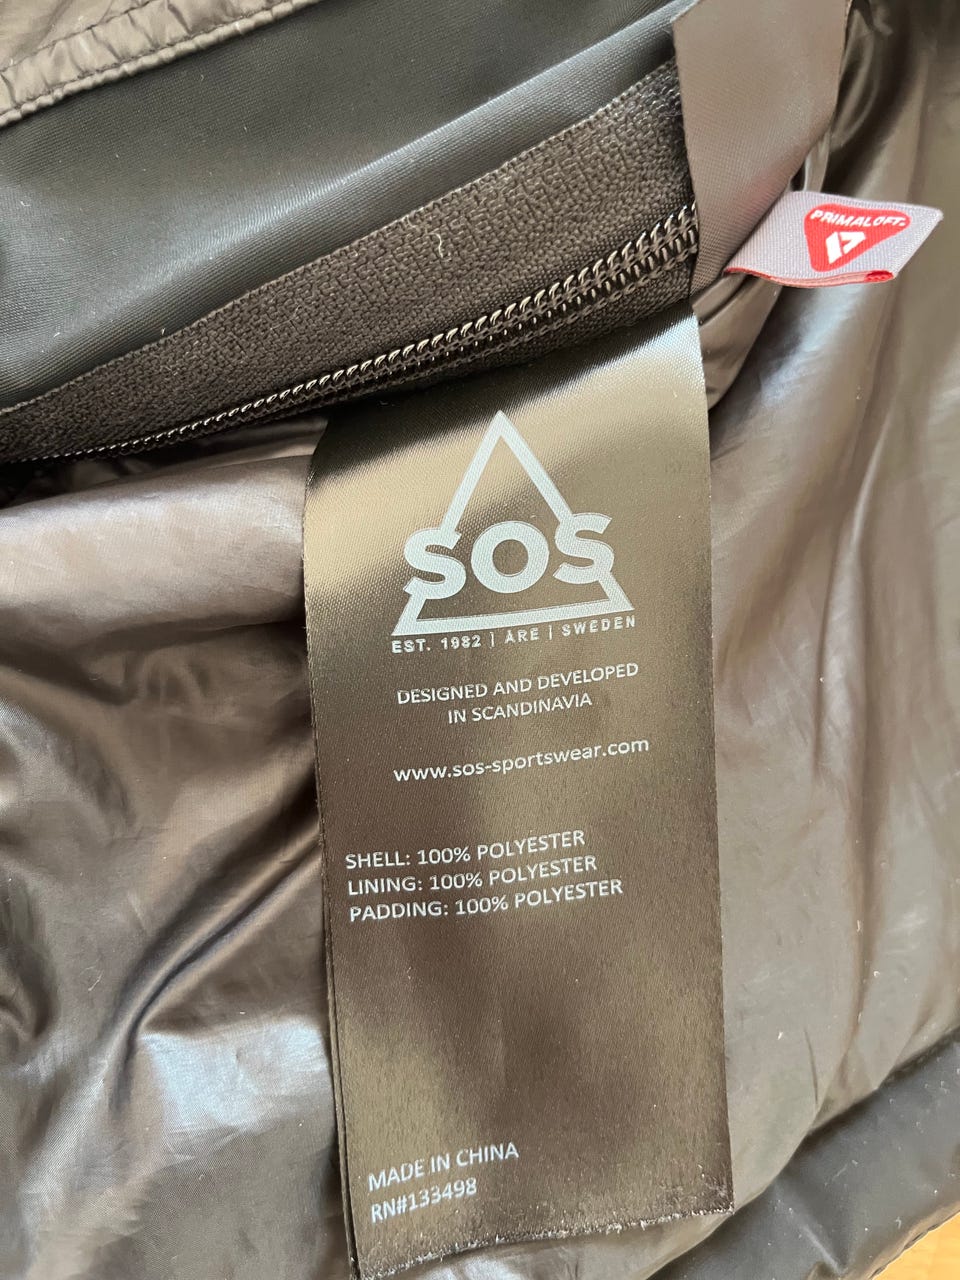 PRIMALOFT
SOS
EST. 1982 | ÅRE | SWEDEN
DESIGNED AND DEVELOPED
IN SCANDINAVIA
www.sos-sportswear.com
SHELL: 100% POLYESTER
LINING: 100% POLYESTER
PADDING: 100% POLYESTER
MADE IN CHINA
RN#133498